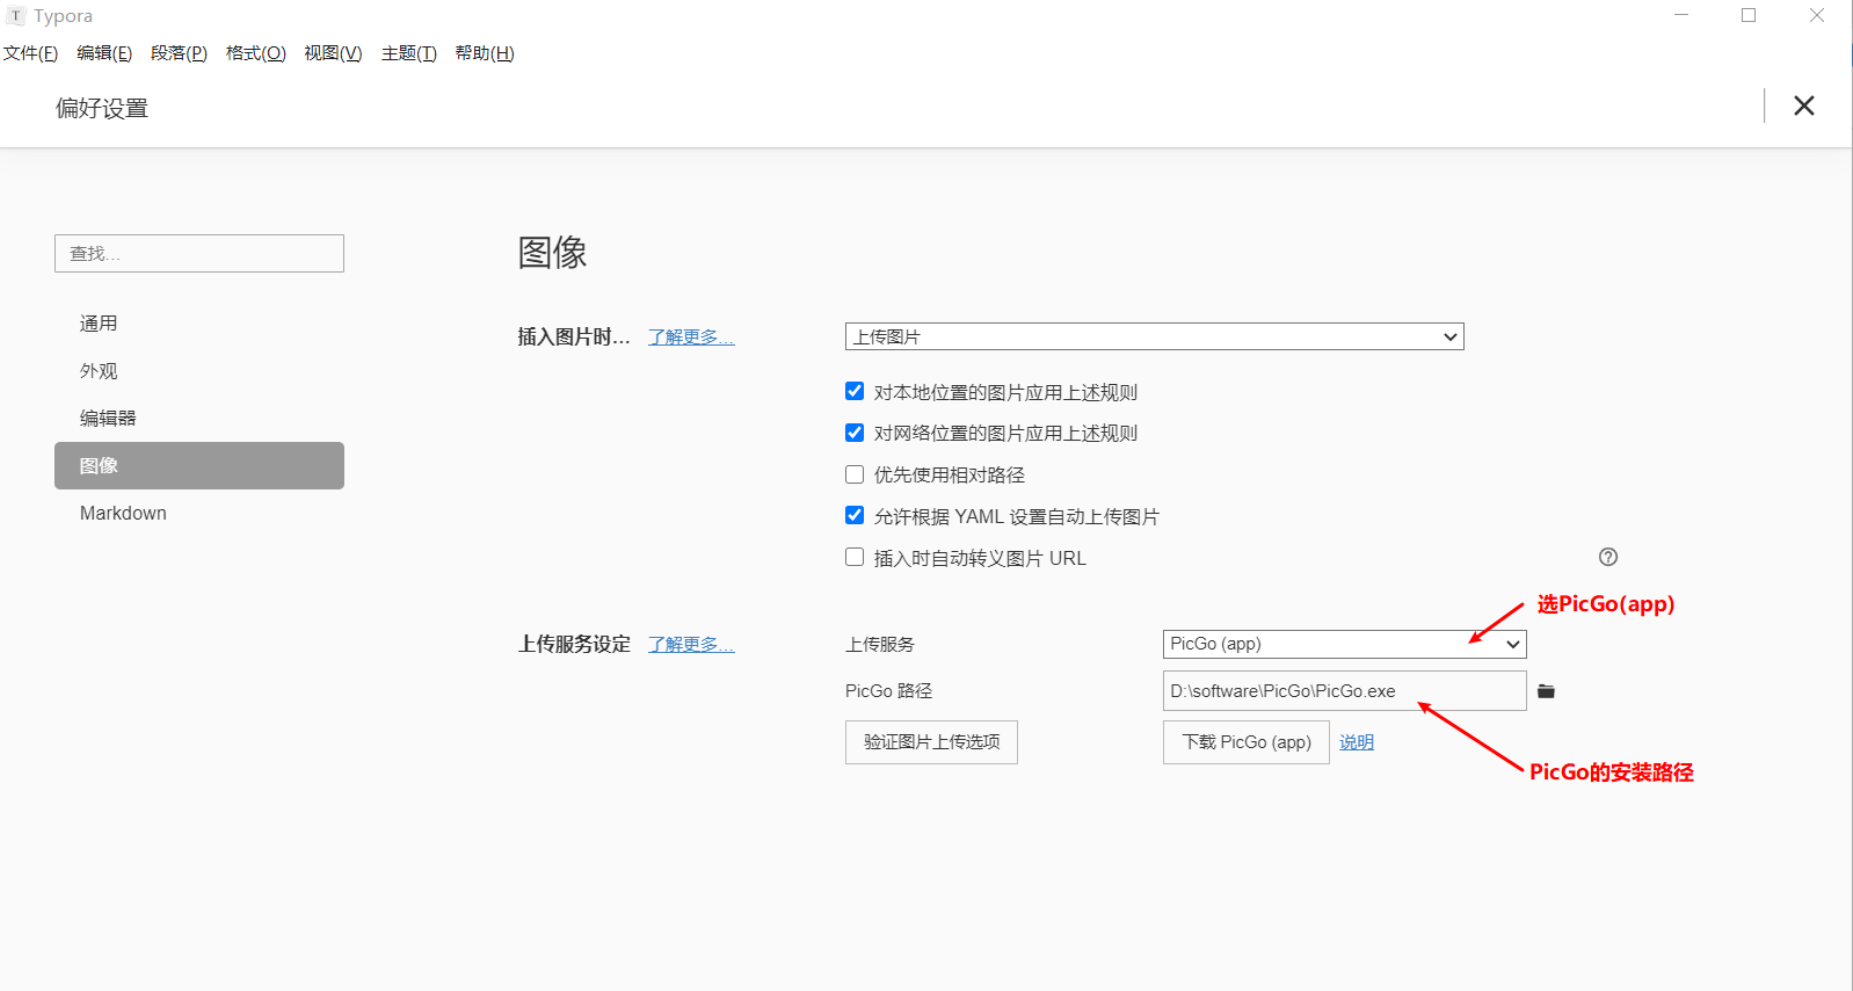 Typora
文件(F) 编辑(E) 段落(P) 格式(O) 视图(V) 主题(T) 帮助(H)
偏好设置
查找...
通用
外观
编辑器
图像
Markdown
图像
插入图片时... 了解更多... 上传图片
对本地位置的图片应用上述规则
对网络位置的图片应用上述规则
优先使用相对路径
允许根据 YAML 设置自动上传图片
插入时自动转义图片 URL
选PicGo(app)
上传服务设定 了解更多... 上传服务 PicGo (app)
PicGo 路径 D:\software\PicGo\PicGo.exe
验证图片上传选项 下载 PicGo (app) 说明
PicGo的安装路径